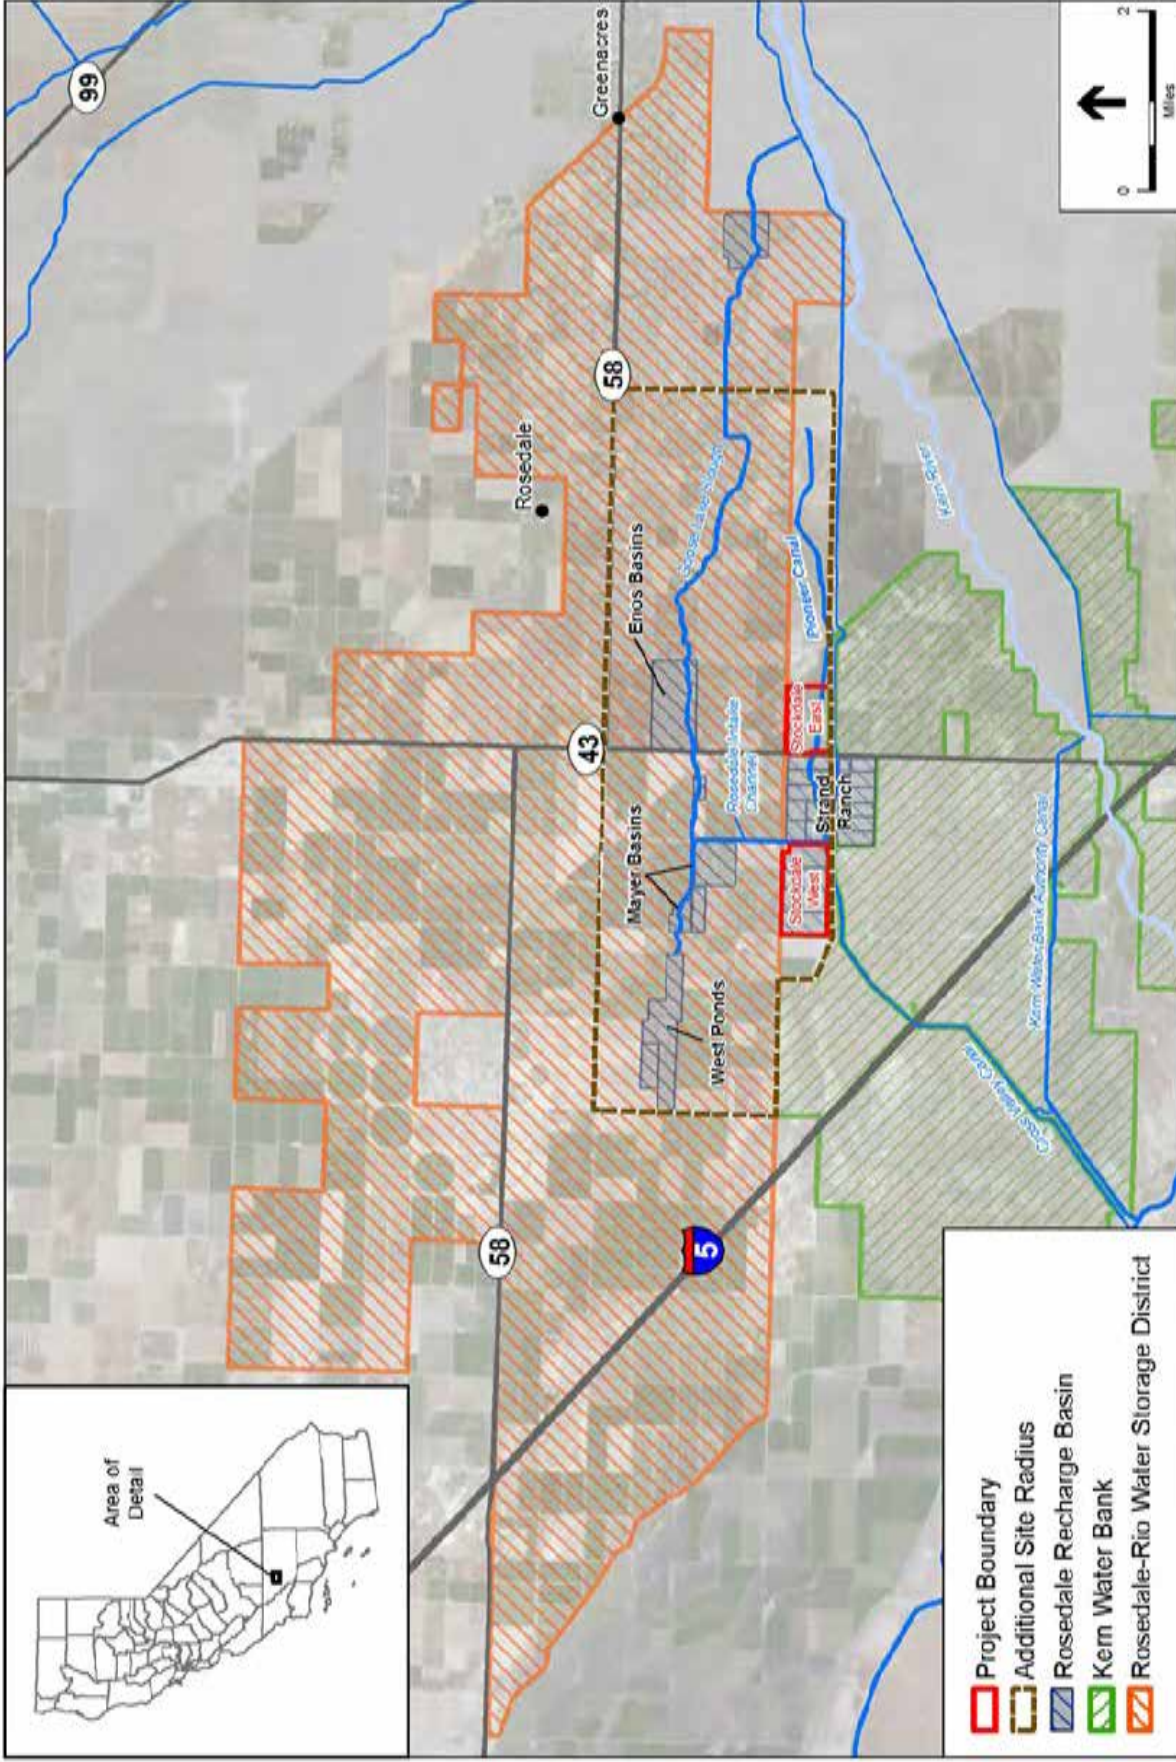 Area of
Detail
99
Greenacres
58
Rosedale
43
Enos Basins
Goose Lake Slough
Mayer Basins
Rosedale Intake
Channel
Pioneer Canal
Stockdale
East
Strand
Ranch
Stockdale
West
West Ponds
58
5
Kern River
Kern Water Bank Authority Canal
Cross Valley Canal
Project Boundary
Additional Site Radius
Rosedale Recharge Basin
Kern Water Bank
Rosedale-Rio Water Storage District
0
2
Miles